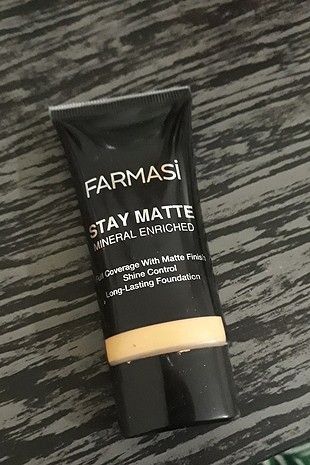 FARMASi
STAY MATTE
MINERAL ENRICHED
Coverage With Matte Finish
Shine Control
Long-Lasting Foundation